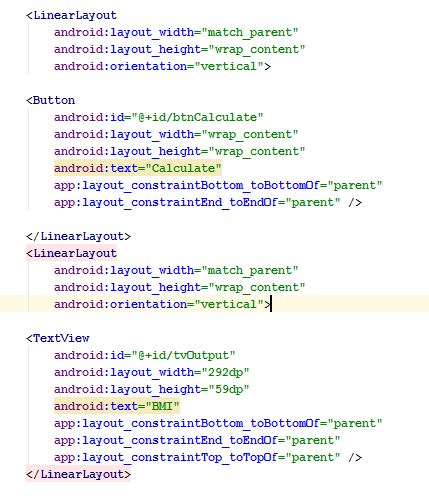 <LinearLayout
    android:layout_width="match_parent"
    android:layout_height="wrap_content"
    android:orientation="vertical">

<Button
    android:id="@+id/btnCalculate"
    android:layout_width="wrap_content"
    android:layout_height="wrap_content"
    android:text="Calculate"
    app:layout_constraintBottom_toBottomOf="parent"
    app:layout_constraintEnd_toEndOf="parent" />

</LinearLayout>
<LinearLayout
    android:layout_width="match_parent"
    android:layout_height="wrap_content"
    android:orientation="vertical">

<TextView
    android:id="@+id/tvOutput"
    android:layout_width="292dp"
    android:layout_height="59dp"
    android:text="BMI"
    app:layout_constraintBottom_toBottomOf="parent"
    app:layout_constraintEnd_toEndOf="parent"
    app:layout_constraintTop_toTopOf="parent" />
</LinearLayout>